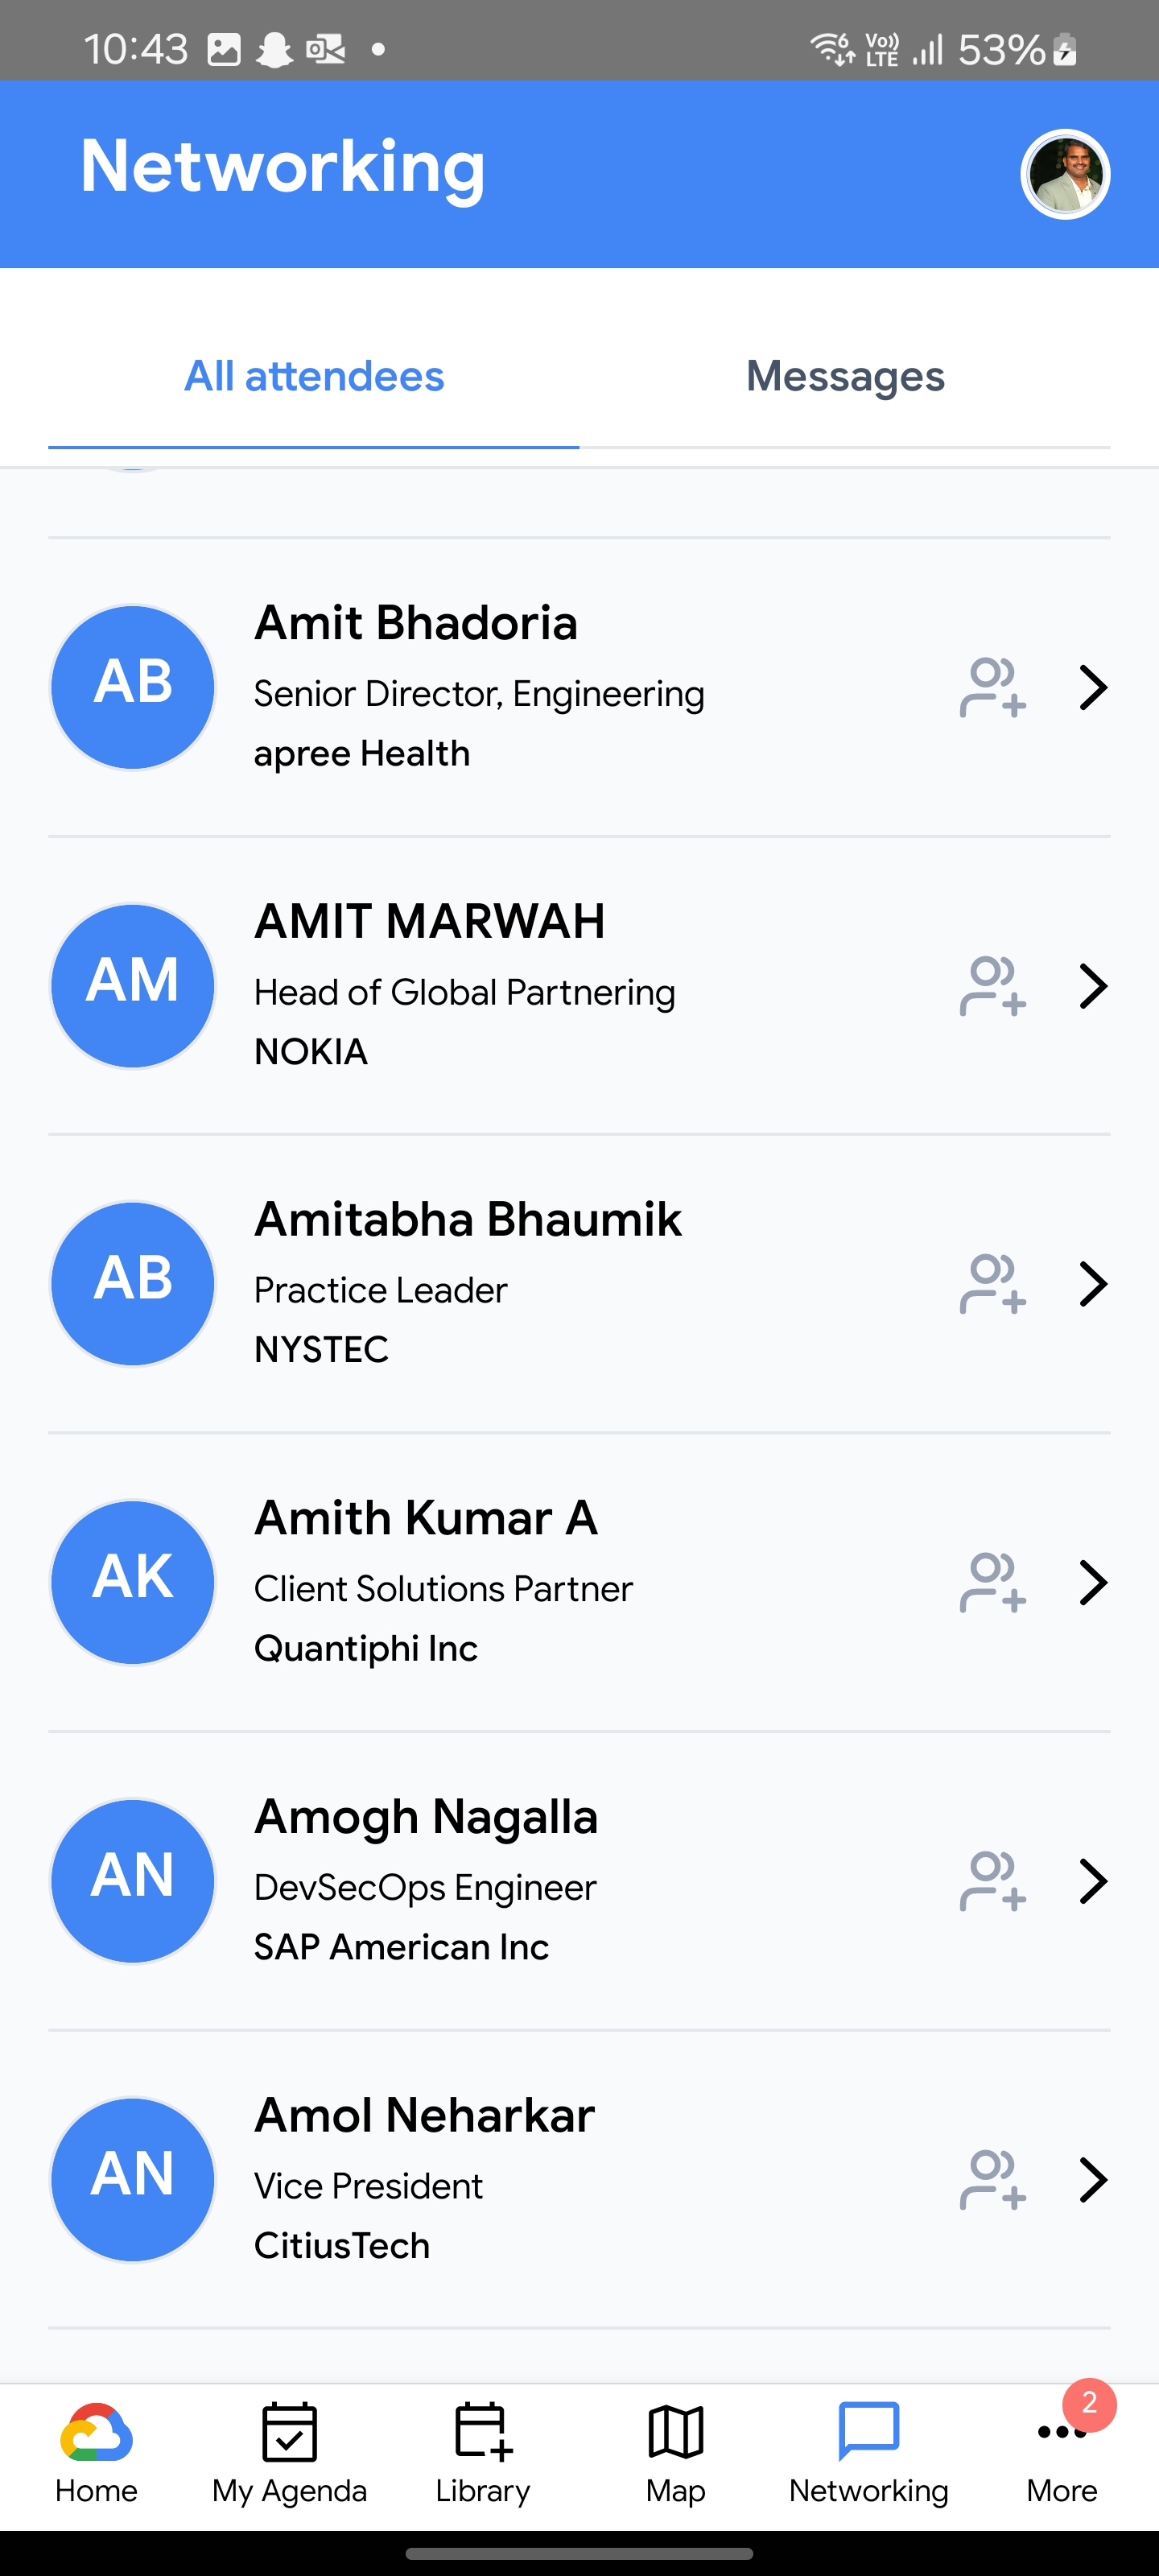 10:43
Vo)) LTE 53%
Networking
All attendees Messages
AB
Amit Bhadoria
Senior Director, Engineering
apree Health
AM
AMIT MARWAH
Head of Global Partnering
NOKIA
AB
Amitabha Bhaumik
Practice Leader
NYSTEC
AK
Amith Kumar A
Client Solutions Partner
Quantiphi Inc
AN
Amogh Nagalla
DevSecOps Engineer
SAP American Inc
AN
Amol Neharkar
Vice President
CitiusTech
2
Home My Agenda Library Map Networking More